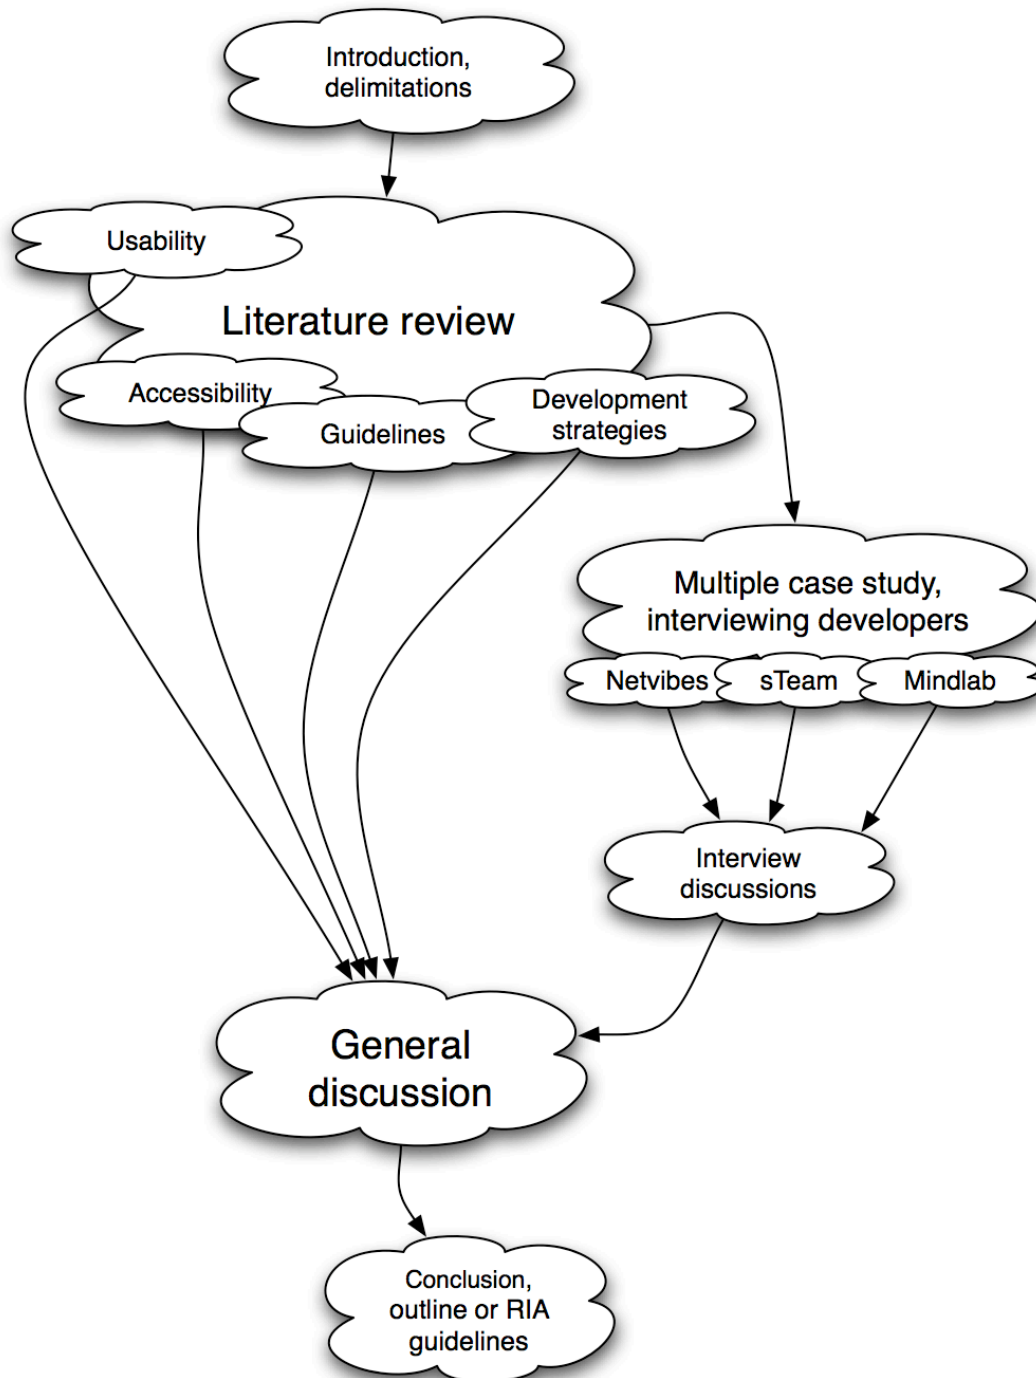 Introduction,
delimitations
Usability
Literature review
Accessibility
Guidelines
Development
strategies
Multiple case study,
interviewing developers
Netvibes
sTeam
Mindlab
Interview
discussions
General
discussion
Conclusion,
outline or RIA
guidelines